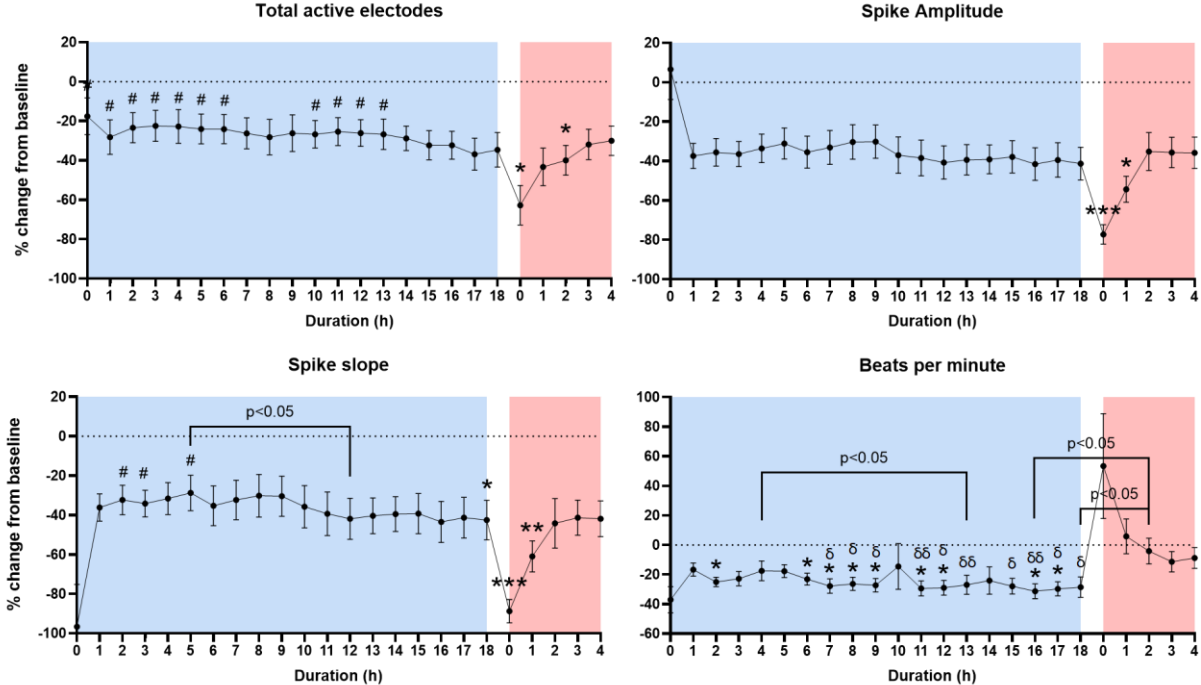 Total active electodes
Spike Amplitude
% change from baseline
20
0
-20
-40
-60
-80
-100
# # # # # # # # # # # * *
0 1 2 3 4 5 6 7 8 9 10 11 12 13 14 15 16 17 18 0 1 2 3 4
Duration (h)
20
0
-20
-40
-60
-80
-100
*** *
0 1 2 3 4 5 6 7 8 9 10 11 12 13 14 15 16 17 18 0 1 2 3 4
Duration (h)
Spike slope
Beats per minute
% change from baseline
20
0
-20
-40
-60
-80
-100
p<0.05
# # # * *** **
0 1 2 3 4 5 6 7 8 9 10 11 12 13 14 15 16 17 18 0 1 2 3 4
Duration (h)
100
80
60
40
20
0
-20
-40
-60
p<0.05
p<0.05
p<0.05
δ δ δ δδ δ δδ δ δδ δ δ
* * * * * * * * *
0 1 2 3 4 5 6 7 8 9 10 11 12 13 14 15 16 17 18 0 1 2 3 4
Duration (h)